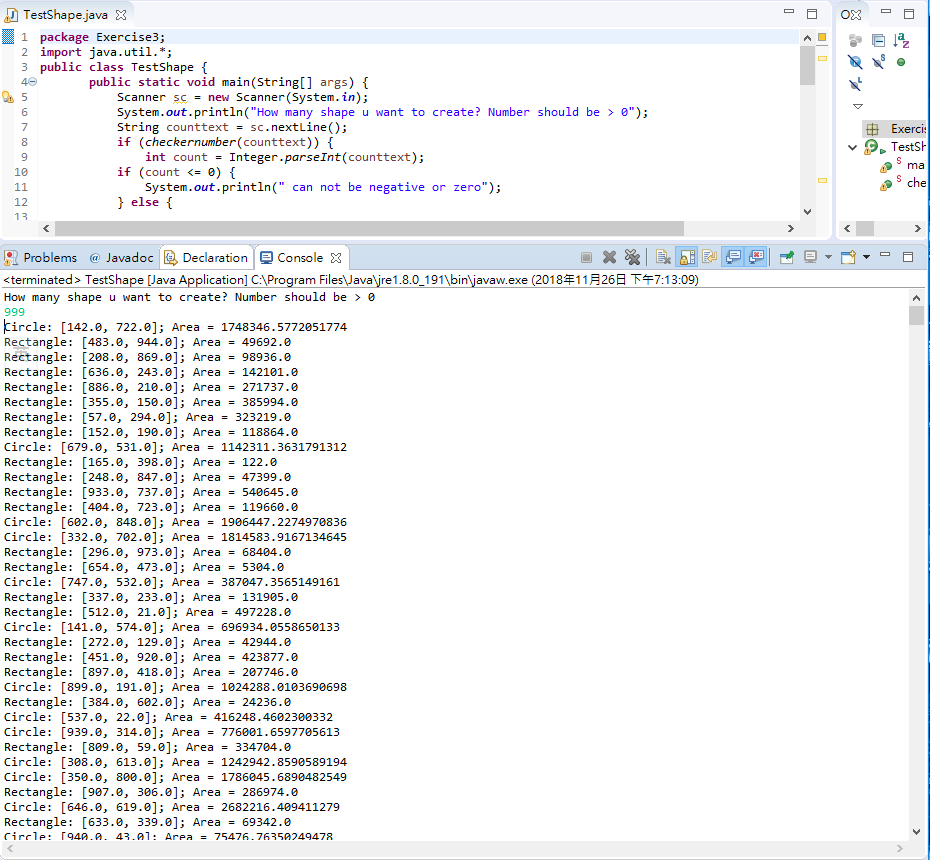 TestShape.java
1 package Exercise3;
2 import java.util.*;
3 public class TestShape {
4 public static void main(String[] args) {
5 Scanner sc = new Scanner(System.in);
6 System.out.println("How many shape u want to create? Number should be > 0");
7 String counttext = sc.nextLine();
8 if (checkernumber(counttext)) {
9 int count = Integer.parseInt(counttext);
10 if (count <= 0) {
11 System.out.println(" can not be negative or zero");
12 } else {
13
Exercis
TestSh
ma
che
Problems @ Javadoc Declaration Console
<terminated> TestShape [Java Application] C:\Program Files\Java\jre1.8.0_191\bin\javaw.exe (2018年11月26日 下午7:13:09)
How many shape u want to create? Number should be > 0
999
Circle: [142.0, 722.0]; Area = 1748346.5772051774
Rectangle: [483.0, 944.0]; Area = 49692.0
Rectangle: [208.0, 869.0]; Area = 98936.0
Rectangle: [636.0, 243.0]; Area = 142101.0
Rectangle: [886.0, 210.0]; Area = 271737.0
Rectangle: [355.0, 150.0]; Area = 385994.0
Rectangle: [57.0, 294.0]; Area = 323219.0
Rectangle: [152.0, 190.0]; Area = 118864.0
Circle: [679.0, 531.0]; Area = 1142311.3631791312
Rectangle: [165.0, 398.0]; Area = 122.0
Rectangle: [248.0, 847.0]; Area = 47399.0
Rectangle: [933.0, 737.0]; Area = 540645.0
Rectangle: [404.0, 723.0]; Area = 119660.0
Circle: [602.0, 848.0]; Area = 1906447.2274970836
Circle: [332.0, 702.0]; Area = 1814583.9167134645
Rectangle: [296.0, 973.0]; Area = 68404.0
Rectangle: [654.0, 473.0]; Area = 5304.0
Circle: [747.0, 532.0]; Area = 387047.3565149161
Rectangle: [337.0, 233.0]; Area = 131905.0
Rectangle: [512.0, 21.0]; Area = 497228.0
Circle: [141.0, 574.0]; Area = 696934.0558650133
Rectangle: [272.0, 129.0]; Area = 42944.0
Rectangle: [451.0, 920.0]; Area = 423877.0
Rectangle: [897.0, 418.0]; Area = 207746.0
Circle: [899.0, 191.0]; Area = 1024288.0103690698
Rectangle: [384.0, 602.0]; Area = 24236.0
Circle: [537.0, 22.0]; Area = 416248.4602300332
Circle: [939.0, 314.0]; Area = 776001.6597705613
Rectangle: [809.0, 59.0]; Area = 334704.0
Circle: [308.0, 613.0]; Area = 1242942.8590589194
Circle: [350.0, 800.0]; Area = 1786045.6890482549
Rectangle: [907.0, 306.0]; Area = 286974.0
Circle: [646.0, 619.0]; Area = 2682216.409411279
Rectangle: [633.0, 339.0]; Area = 69342.0
Circle: [940.0, 43.0]; Area = 75476.76350249478